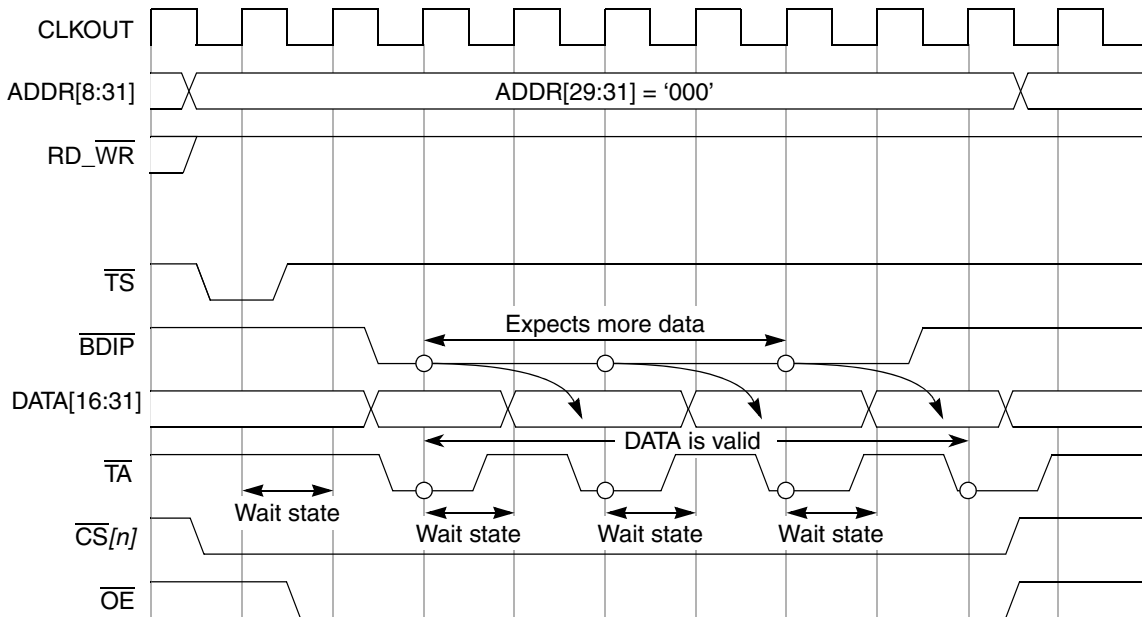 CLKOUT
ADDR[8:31]
ADDR[29:31] = ‘000’
RD_WR
TS
Expects more data
BDIP
DATA[16:31]
DATA is valid
TA
Wait state
Wait state
Wait state
Wait state
CS[n]
OE